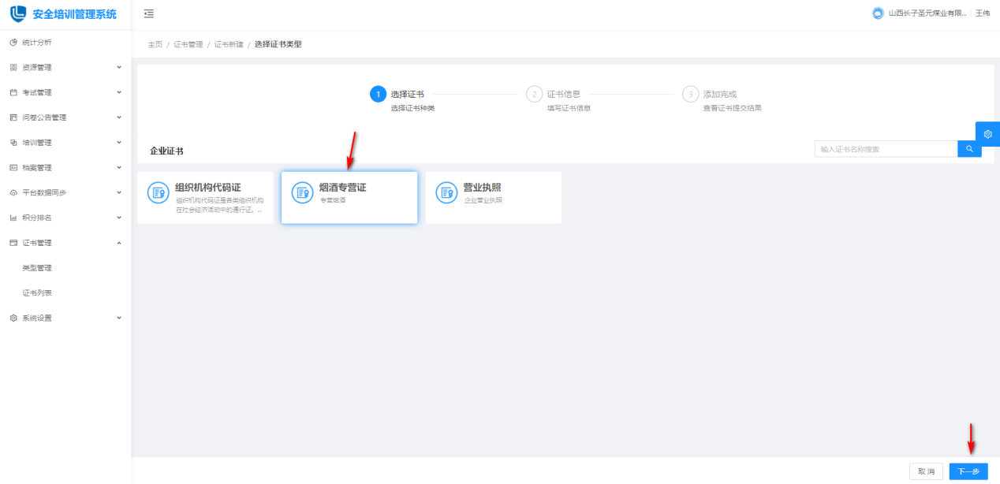 安全培训管理系统
山西长子圣元煤业有限... 王伟
统计分析
资源管理
考试管理
问卷公告管理
培训管理
档案管理
平台数据同步
积分排名
证书管理
类型管理
证书列表
系统设置
主页 / 证书管理 / 证书新建 / 选择证书类型
1 选择证书
选择证书种类
2 证书信息
填写证书信息
3 添加完成
查看证书提交结果
企业证书
输入证书名称搜索
组织机构代码证
组织机构代码证是各类组织机构
在社会经济活动中的通行证。...
烟酒专营证
专营烟酒
营业执照
企业营业执照
取消 下一步